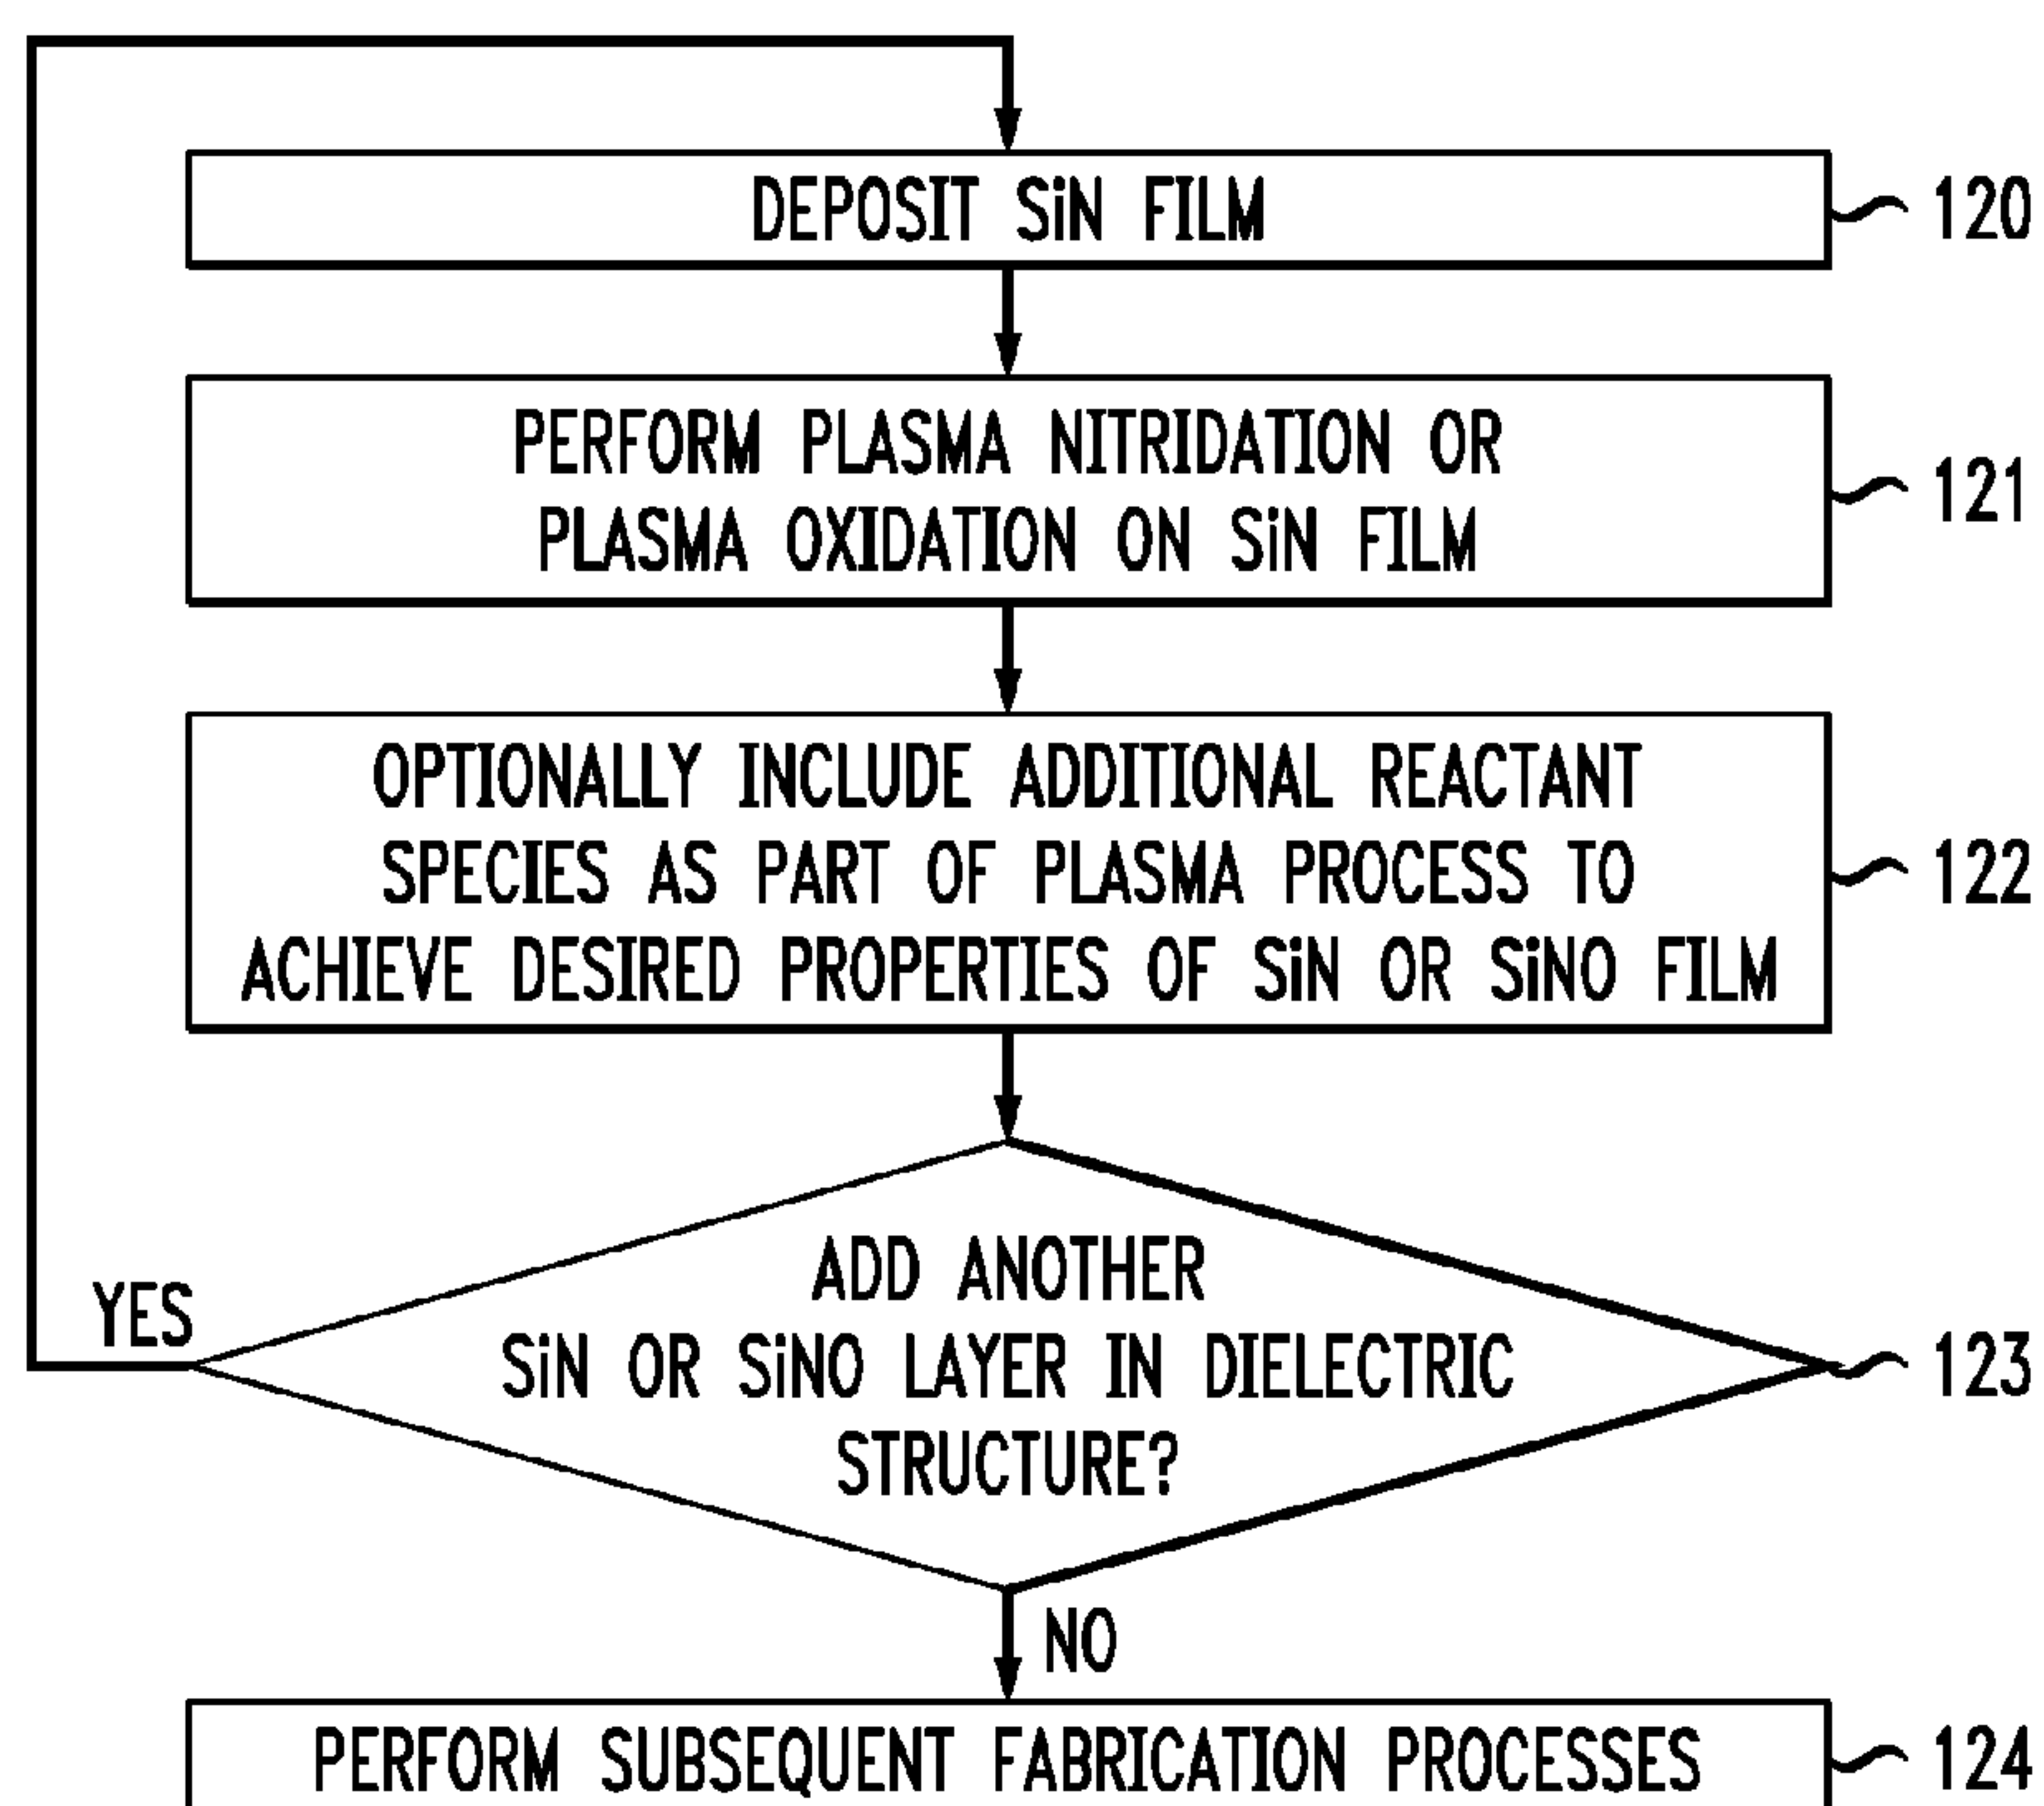 DEPOSIT SiN FILM
120
PERFORM PLASMA NITRIDATION OR
PLASMA OXIDATION ON SiN FILM
121
OPTIONALLY INCLUDE ADDITIONAL REACTANT
SPECIES AS PART OF PLASMA PROCESS TO
ACHIEVE DESIRED PROPERTIES OF SiN OR SiNO FILM
122
ADD ANOTHER
SiN OR SiNO LAYER IN DIELECTRIC
STRUCTURE?
123
YES
NO
PERFORM SUBSEQUENT FABRICATION PROCESSES
124